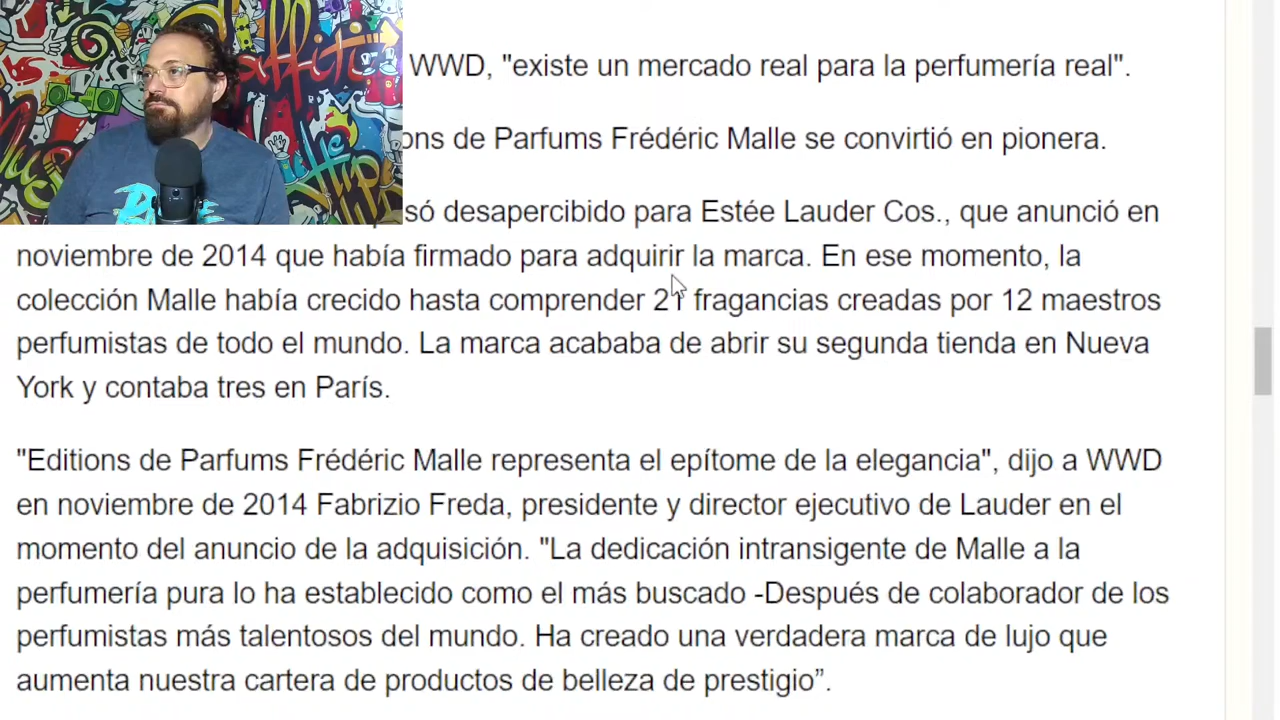 WWD, "existe un mercado real para la perfumería real".
ons de Parfums Frédéric Malle se convirtió en pionera.
só desapercibido para Estée Lauder Cos., que anunció en
noviembre de 2014 que había firmado para adquirir la marca. En ese momento, la
colección Malle había crecido hasta comprender 21 fragancias creadas por 12 maestros
perfumistas de todo el mundo. La marca acababa de abrir su segunda tienda en Nueva
York y contaba tres en París.
"Editions de Parfums Frédéric Malle representa el epítome de la elegancia", dijo a WWD
en noviembre de 2014 Fabrizio Freda, presidente y director ejecutivo de Lauder en el
momento del anuncio de la adquisición. "La dedicación intransigente de Malle a la
perfumería pura lo ha establecido como el más buscado -Después de colaborador de los
perfumistas más talentosos del mundo. Ha creado una verdadera marca de lujo que
aumenta nuestra cartera de productos de belleza de prestigio”.